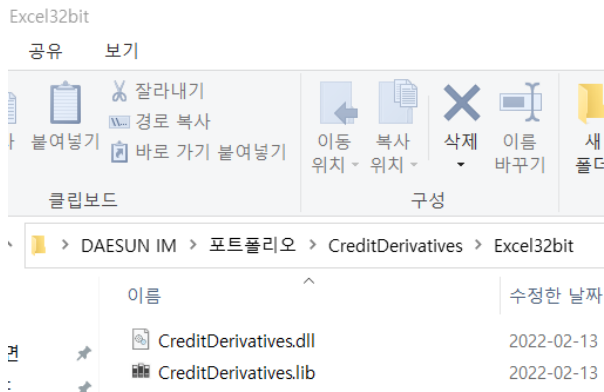 Excel32bit
공유 보기
잘라내기
경로 복사
바로 가기 붙여넣기
붙여넣기
이동 위치
복사 위치
삭제
이름 바꾸기
새
클립보드
구성
> DAESUN IM > 포트폴리오 > CreditDerivatives > Excel32bit
이름 수정한 날짜
CreditDerivatives.dll 2022-02-13
CreditDerivatives.lib 2022-02-13